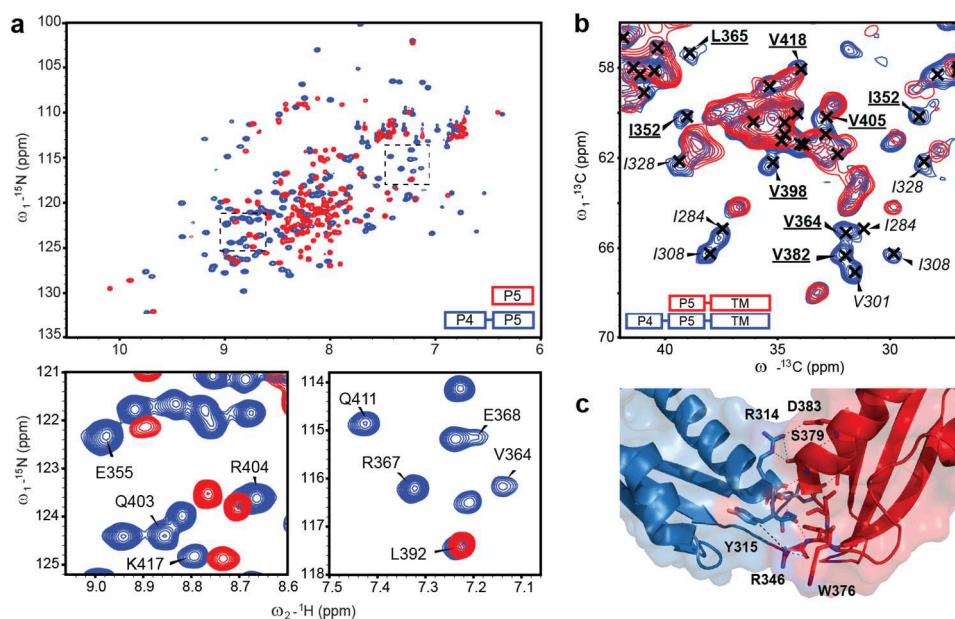 a
100
105
110
115
120
125
130
135
ω1-15N (ppm)
10
9
8
7
6
P5
P4
P5
121
122
123
124
125
ω1-15N (ppm)
E355
Q403
R404
K417
9.0
8.9
8.8
8.7
8.6
114
115
116
117
118
Q411
E368
R367
V364
L392
7.5
7.4
7.3
7.2
7.1
ω2-1H (ppm)
b
58
62
66
70
ω1-13C (ppm)
L365
V418
I352
I352
V405
I328
I328
V398
I284
V364
I284
I308
V382
I308
V301
P5
TM
P4
P5
TM
40
35
30
ω -13C (ppm)
c
R314
D383
S379
Y315
R346
W376